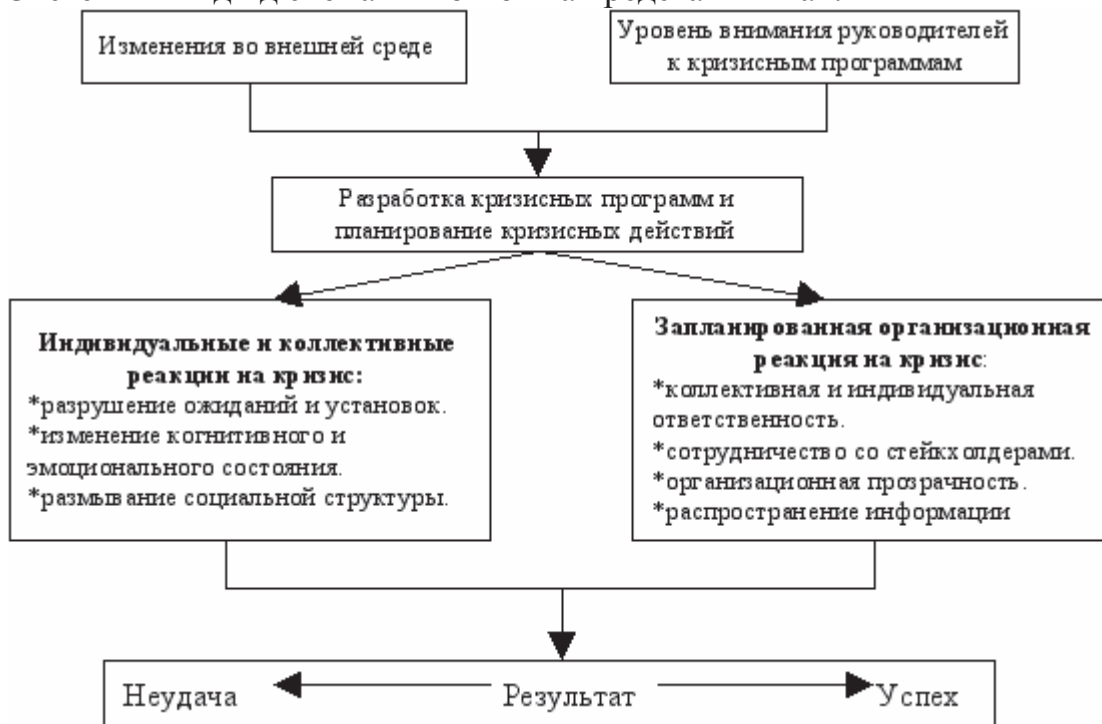 Изменения во внешней среде
Уровень внимания руководителей
к кризисным программам
Разработка кризисных программ и
планирование кризисных действий
Индивидуальные и коллективные
реакции на кризис:
*разрушение ожиданий и установок.
*изменение когнитивного и
эмоционального состояния.
*размывание социальной структуры.
Запланированная организационная
реакция на кризис:
*коллективная и индивидуальная
ответственность.
*сотрудничество со стейкхолдерами.
*организационная прозрачность.
*распространение информации
Неудача Результат Успех